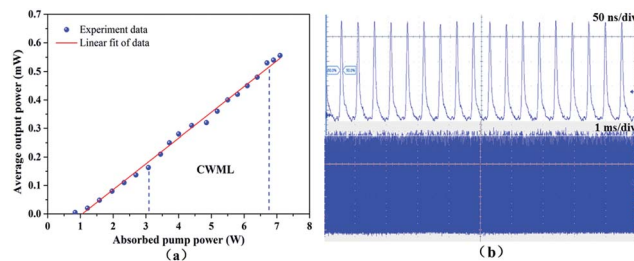 (a)
Experiment data
Linear fit of data
Average output power (mW)
0.7
0.6
0.5
0.4
0.3
0.2
0.1
0.0
CWML
0 1 2 3 4 5 6 7 8
Absorbed pump power (W)
(a)
50 ns/div
1 ms/div
(b)